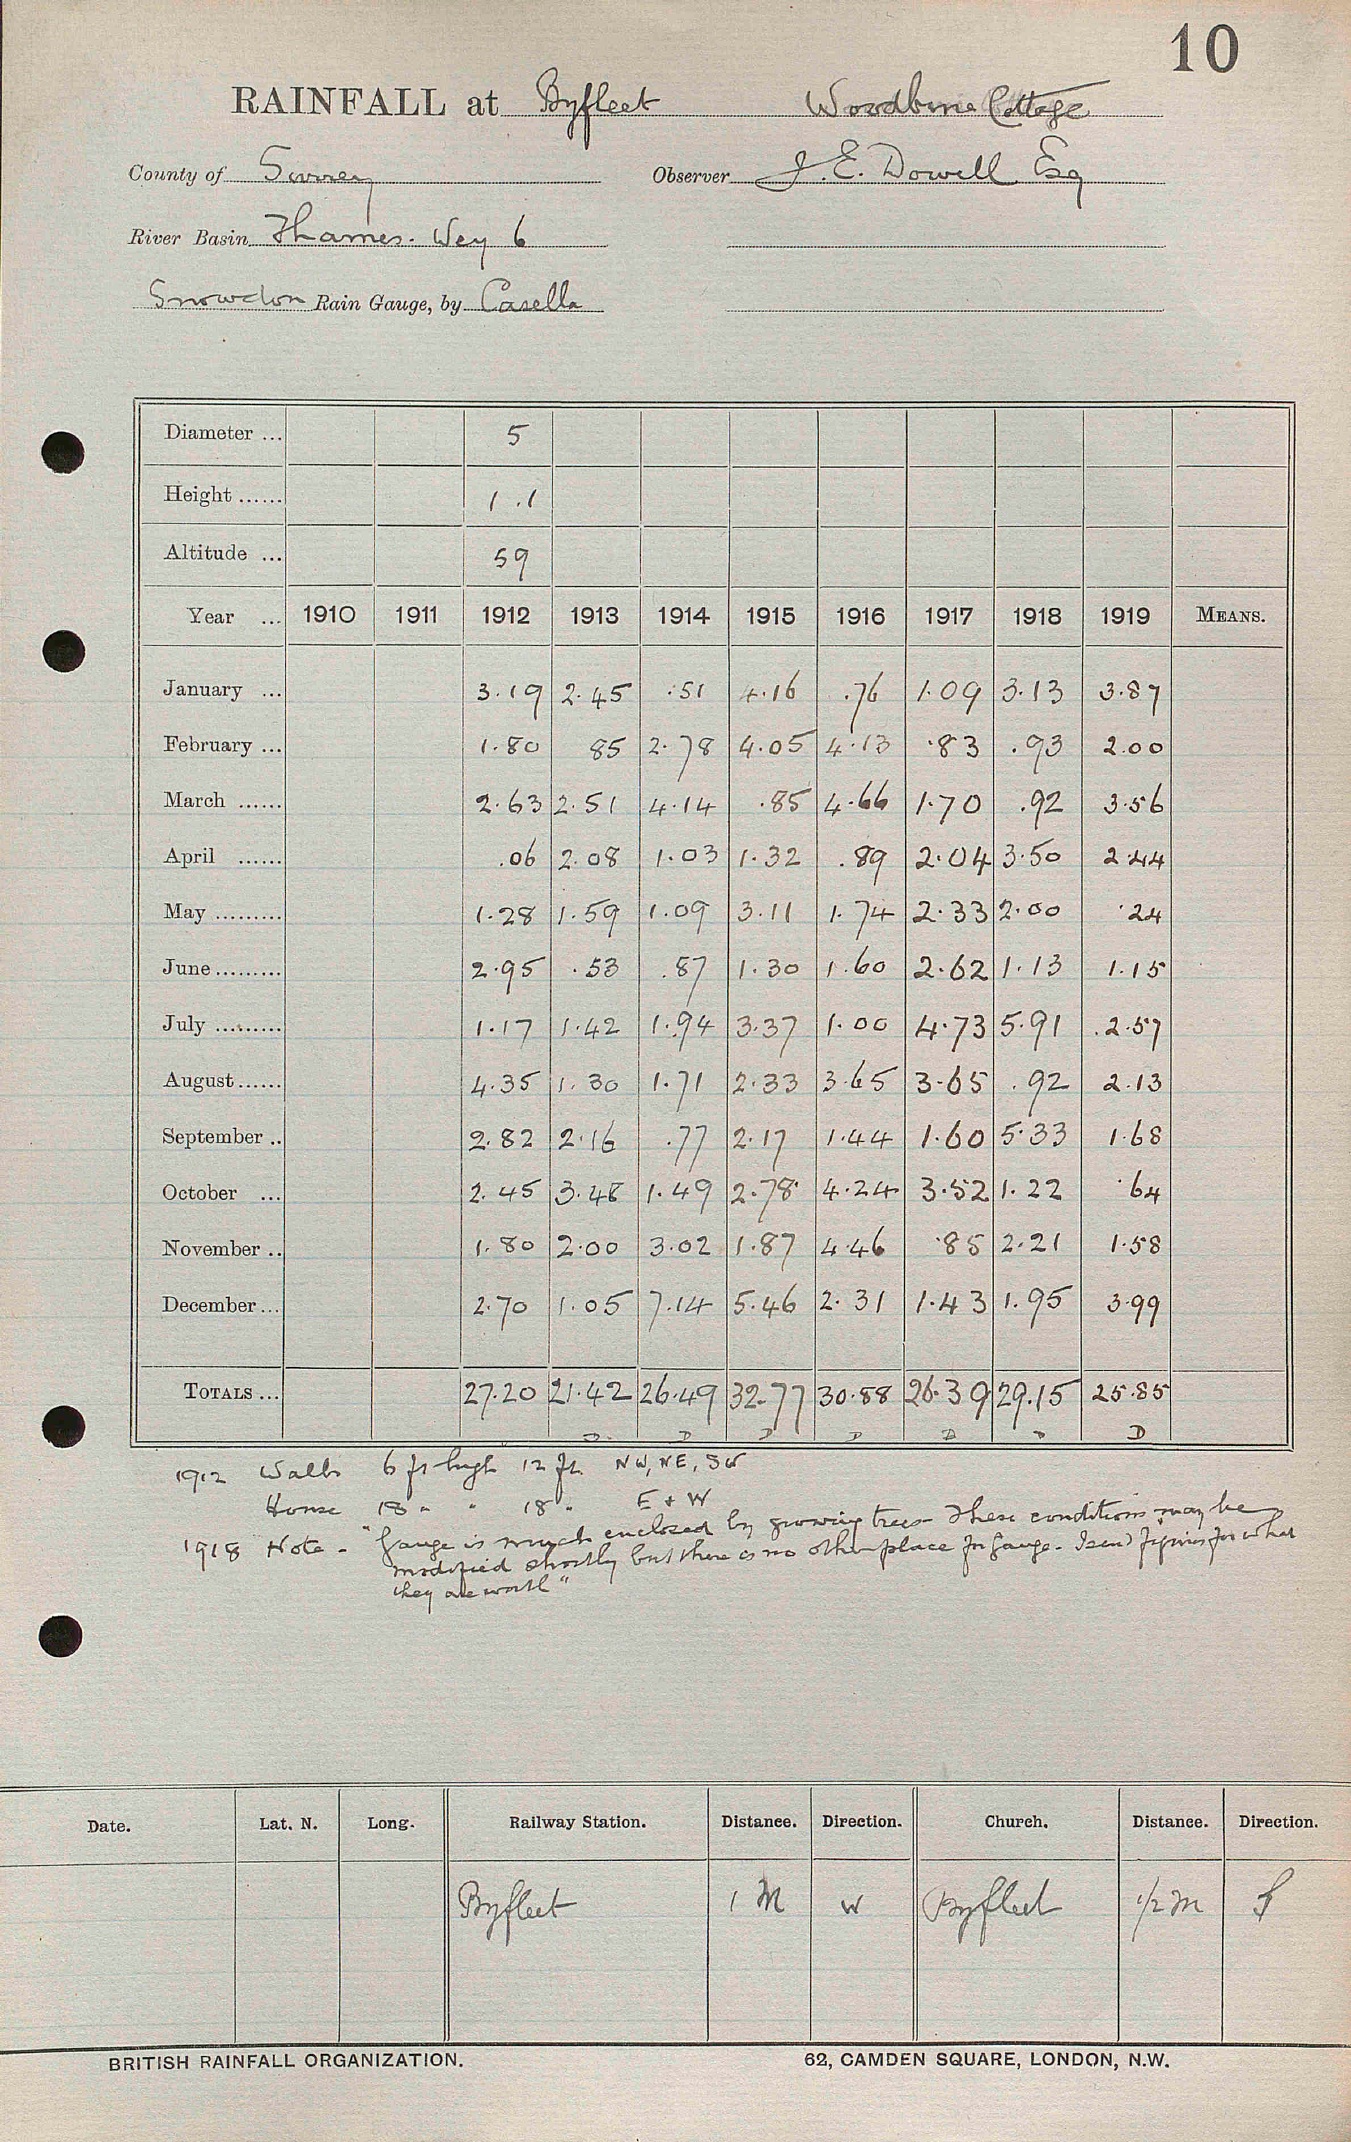 10
RAINFALL at Byfleet Woodbine Cottage
County of Surrey Observer J. E. Dowell Esq
River Basin Thames. Wey 6
Snowdon Rain Gauge, by Casella
Diameter ... 5
Height ...... 1.1
Altitude ... 59
Year ... 1910 1911 1912 1913 1914 1915 1916 1917 1918 1919 MEANS.
January ... 3.19 2.45 .51 4.16 .76 1.09 3.13 3.87
February ... 1.80 85 2.78 4.05 4.13 .83 .93 2.00
March ...... 2.63 2.51 4.14 .85 4.66 1.70 .92 3.56
April ...... .06 2.08 1.03 1.32 .89 2.04 3.50 2.44
May ......... 1.28 1.59 1.09 3.11 1.74 2.33 2.00 .24
June ......... 2.95 .53 .87 1.30 1.60 2.62 1.13 1.15
July ......... 1.17 1.42 1.94 3.37 1.00 4.73 5.91 2.57
August ...... 4.35 1.30 1.71 2.33 3.65 3.65 .92 2.13
September .. 2.82 2.16 .77 2.17 1.44 1.60 5.33 1.68
October ... 2.45 3.48 1.49 2.78 4.24 3.52 1.22 .64
November .. 1.80 2.00 3.02 1.87 4.46 .85 2.21 1.58
December ... 2.70 1.05 7.14 5.46 2.31 1.43 1.95 3.99
TOTALS ... 27.20 21.42 26.49 32.77 30.88 26.39 29.15 25.85
D D D D D D D
1912 Walls 6 ft high 12 ft. NW, NE, SW
House 18 " " 18 " E & W
1918 Note - "Gauge is much enclosed by growing trees These conditions may be
modified shortly but there is no other place for gauge. I send figures for what
they are worth"
Date. Lat. N. Long. Railway Station. Distance. Direction. Church. Distance. Direction.
Byfleet 1 M W Byfleet 1/2 M S
BRITISH RAINFALL ORGANIZATION. 62, CAMDEN SQUARE, LONDON, N.W.